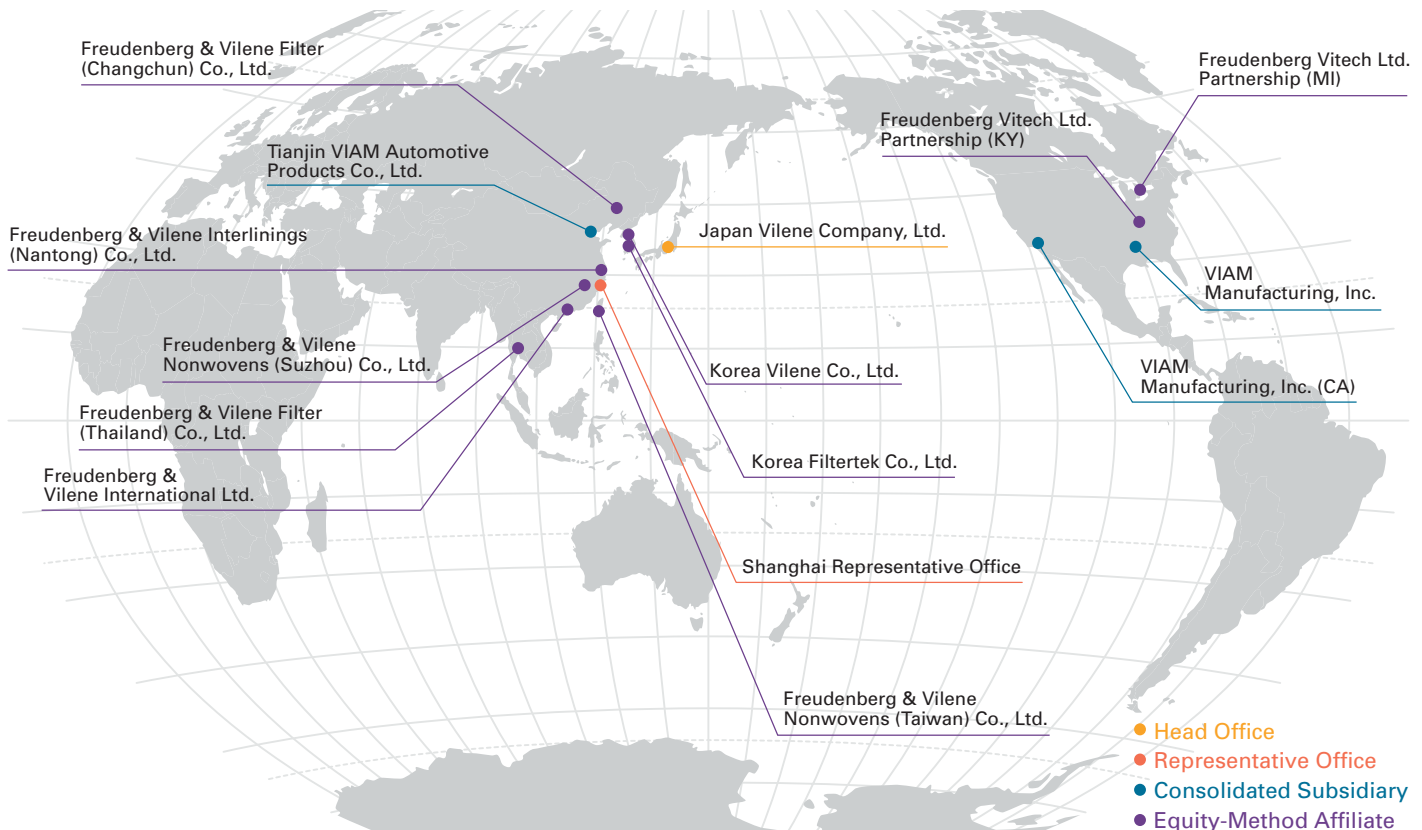 Freudenberg & Vilene Filter
(Changchun) Co., Ltd.
Freudenberg Vitech Ltd.
Partnership (MI)
Freudenberg Vitech Ltd.
Partnership (KY)
Tianjin VIAM Automotive
Products Co., Ltd.
Freudenberg & Vilene Interlinings
(Nantong) Co., Ltd.
Japan Vilene Company, Ltd.
VIAM
Manufacturing, Inc.
Freudenberg & Vilene
Nonwovens (Suzhou) Co., Ltd.
Korea Vilene Co., Ltd.
VIAM
Manufacturing, Inc. (CA)
Freudenberg & Vilene Filter
(Thailand) Co., Ltd.
Korea Filtertek Co., Ltd.
Freudenberg &
Vilene International Ltd.
Shanghai Representative Office
Freudenberg & Vilene
Nonwovens (Taiwan) Co., Ltd.
Head Office
Representative Office
Consolidated Subsidiary
Equity-Method Affiliate